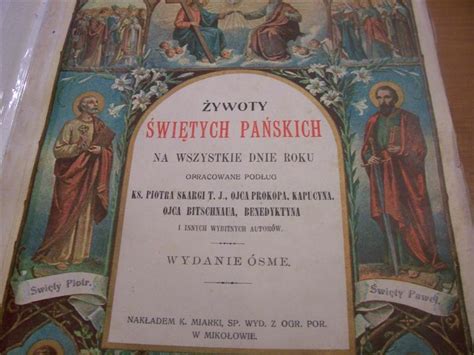 ŻYWOTY
ŚWIĘTYCH PAŃSKICH
NA WSZYSTKIE DNIE ROKU
OPRACOWANE PODŁUG
KS. PIOTRA SKARGI T. J., OJCA PROKOPA, KAPUCYNA,
OJCA BITSCHNAUA, BENEDYKTYNA
I INNYCH WYBITNYCH AUTORÓW.
WYDANIE ÓSME.
Święty Piotr.
Święty Paweł.
NAKŁADEM K. MIARKI, SP. WYD. Z OGR. POR.
W MIKOŁOWIE.